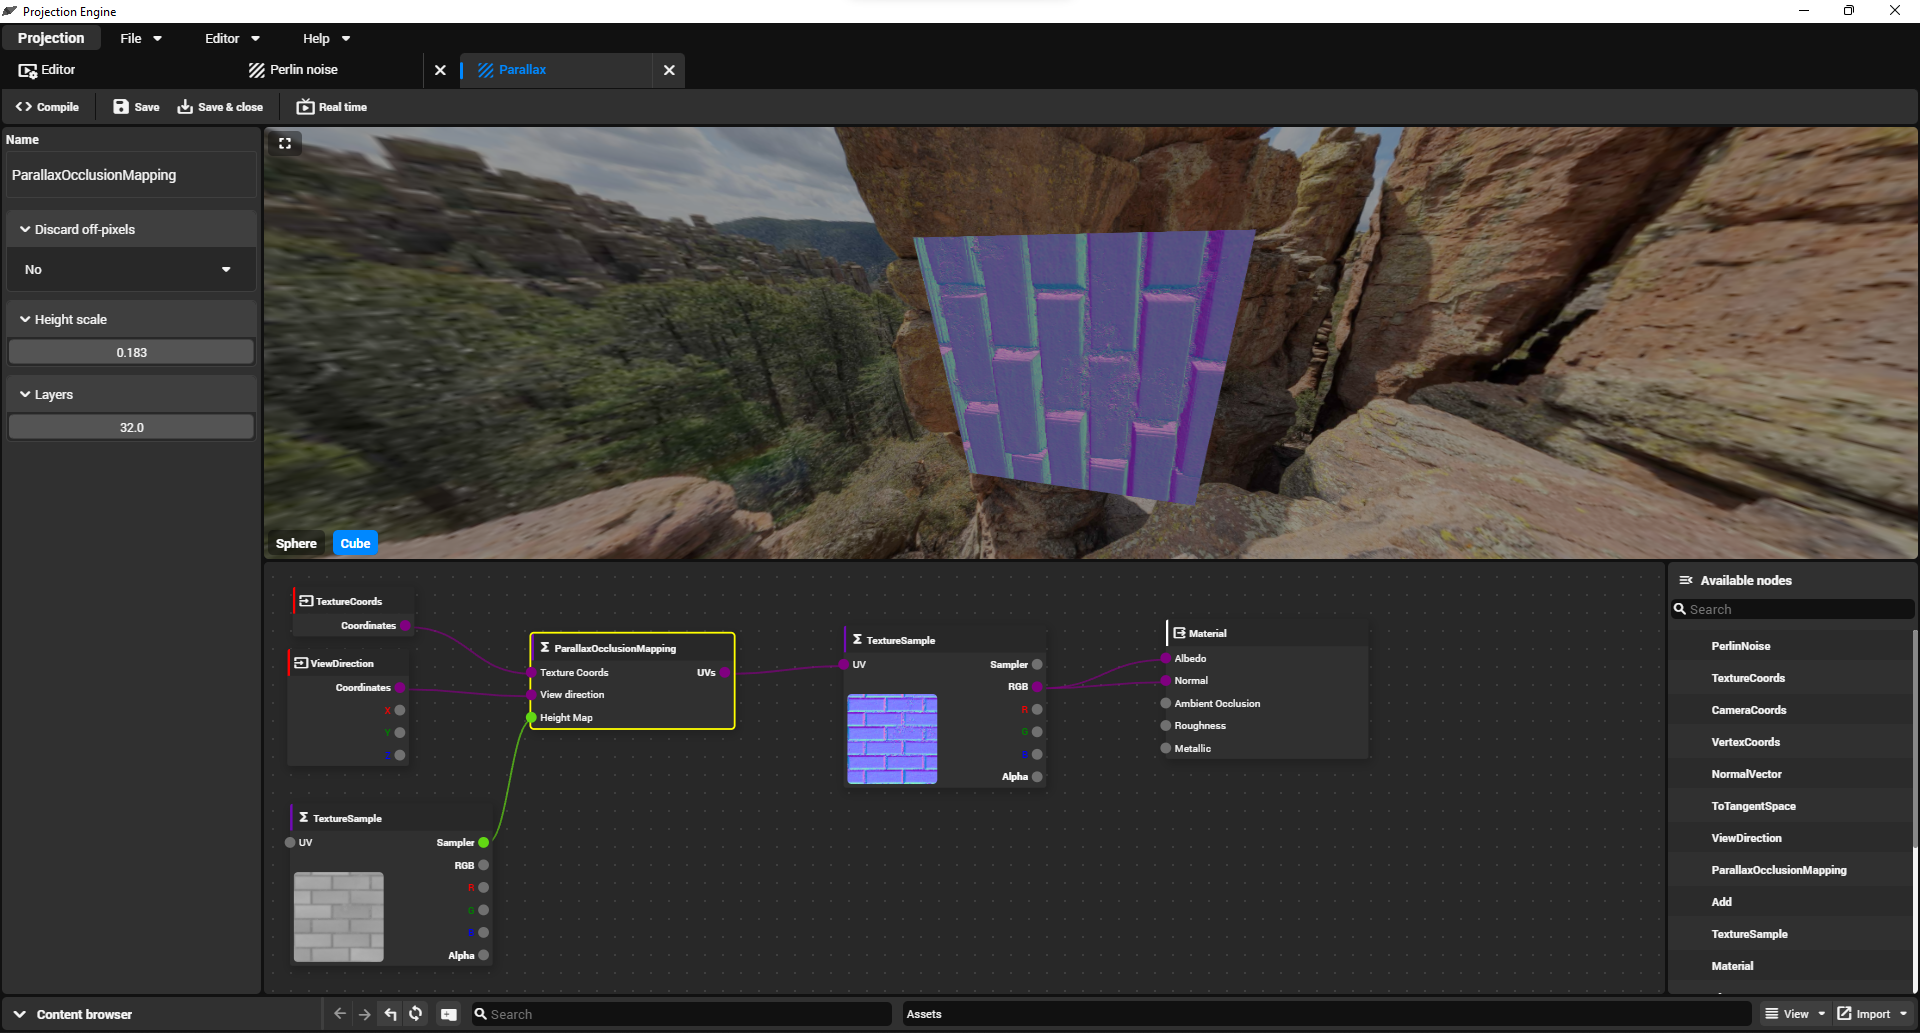 Projection Engine
Projection File Editor Help
Editor Perlin noise Parallax
Compile Save Save & close Real time
Name
ParallaxOcclusionMapping
Discard off-pixels
No
Height scale
0.183
Layers
32.0
Sphere Cube
TextureCoords
Coordinates
ViewDirection
Coordinates
X
Y
Z
TextureSample
UV Sampler
RGB
R
G
B
Alpha
ParallaxOcclusionMapping
Texture Coords UVs
View direction
Height Map
TextureSample
UV Sampler
RGB
R
G
B
Alpha
Material
Albedo
Normal
Ambient Occlusion
Roughness
Metallic
Available nodes
Search
PerlinNoise
TextureCoords
CameraCoords
VertexCoords
NormalVector
ToTangentSpace
ViewDirection
ParallaxOcclusionMapping
Add
TextureSample
Material
Content browser Search Assets View Import